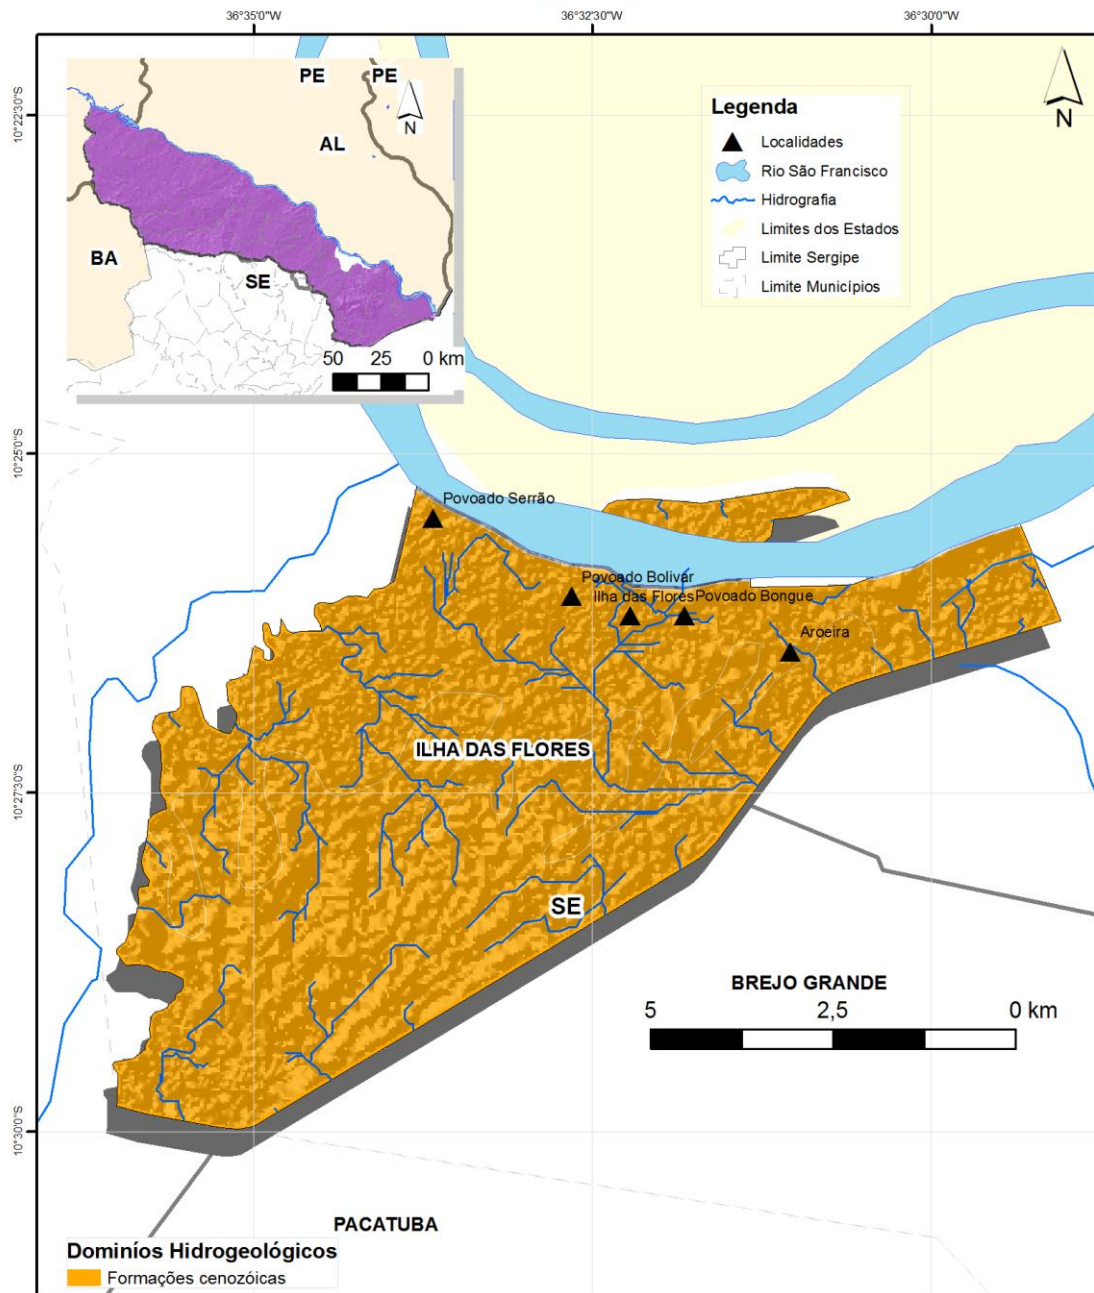 36°35'0"W
36°32'30"W
36°30'0"W
10°22'30"S
10°25'0"S
10°27'30"S
10°30'0"S
PE
PE
N
AL
BA
SE
50 25 0 km
Legenda
Localidades
Rio São Francisco
Hidrografia
Limites dos Estados
Limite Sergipe
Limite Municípios
N
Povoado Serrão
Povoado Bolivar
Ilha das Flores
Povoado Bongue
Aroeira
ILHA DAS FLORES
SE
BREJO GRANDE
5 2,5 0 km
PACATUBA
Dominíos Hidrogeológicos
Formações cenozóicas